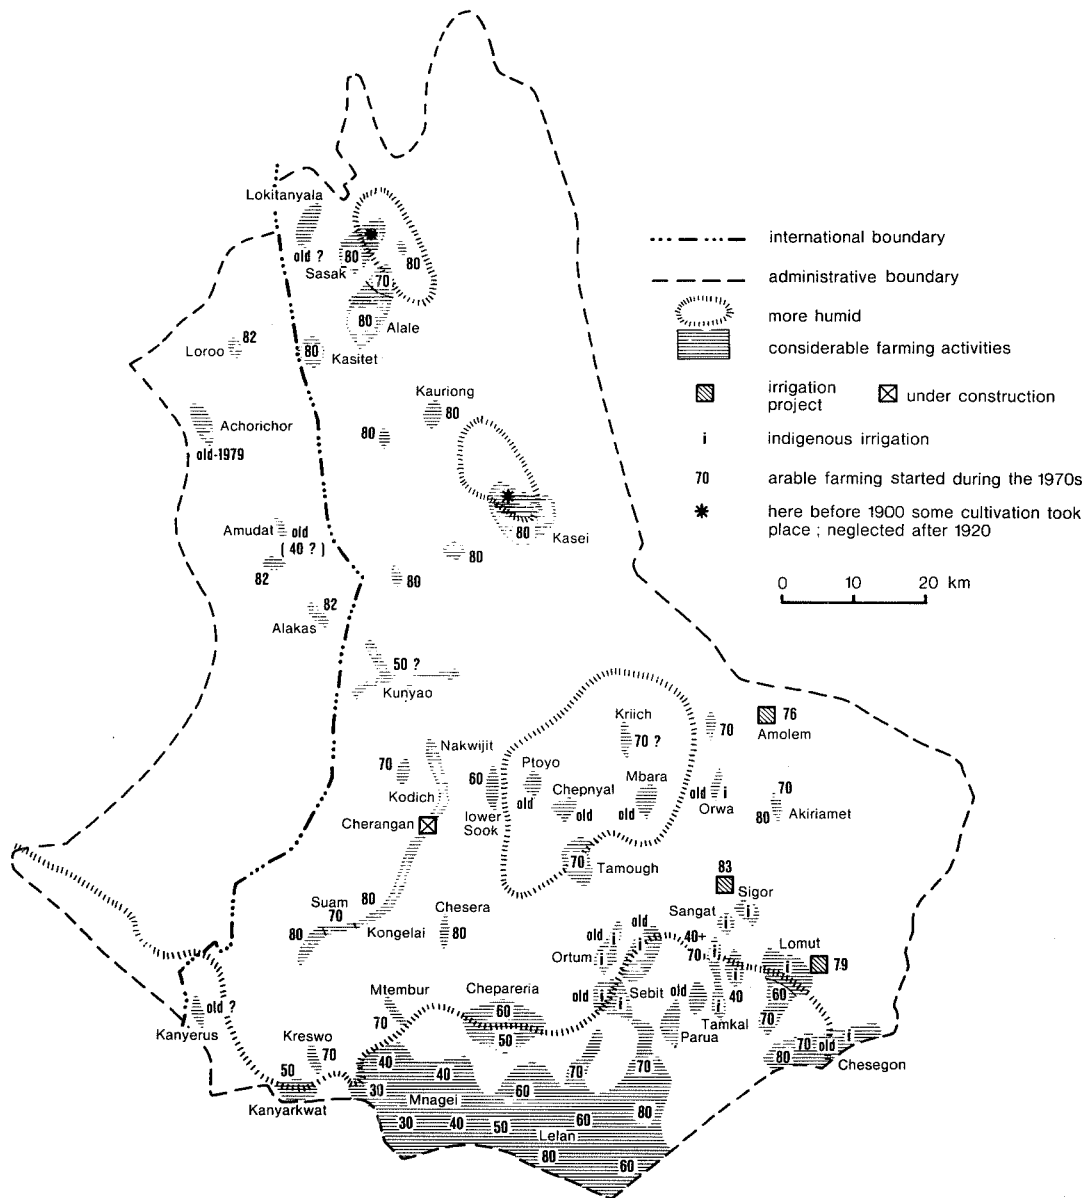 Lokitanyala
old ?
80
Sasak
80
70
80
Alale
82
Loroo
80
Kasitet
Kauriong
80
80
Achorichor
old-1979
80
Kasei
Amudat
old
( 40 ? )
82
80
80
82
Alakas
50 ?
Kunyao
international boundary
administrative boundary
more humid
considerable farming activities
irrigation
project
under construction
i
indigenous irrigation
70
arable farming started during the 1970s
here before 1900 some cultivation took
place ; neglected after 1920
0 10 20 km
Kriich
70 ?
70
76
Amolem
Nakwijit
70
Kodich
60
lower
Sook
Ptoyo
old
Chepnyal
old
Mbara
old
old i
Orwa
70
80
Akiriamet
Cherangan
70
Tamough
83
Sigor
i
Sangat
i
Suam
70
80
80
Kongelai
Chesera
80
old
i
Ortum
old
i
40+
70
i
i
40
Lomut
i
79
60
70
old
i
i
Sebit
old
i
Tamkal
Parua
Kanyerus
old ?
Mtembur
70
Chepareria
60
50
70 old
i
80
Chesegon
Kreswo
70
50
Kanyarkwat
40
30
40
Mnagei
60
70
70
80
30
40
50
60
Lelan
80
60